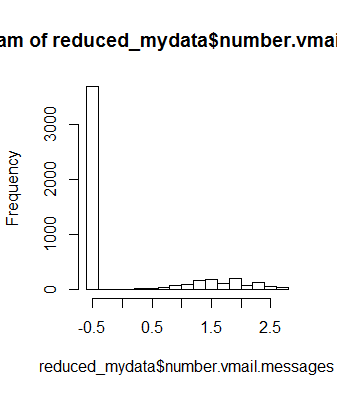 am of reduced_mydata$number.vmai
Frequency
3000
2000
1000
0
-0.5 0.5 1.5 2.5
reduced_mydata$number.vmail.messages